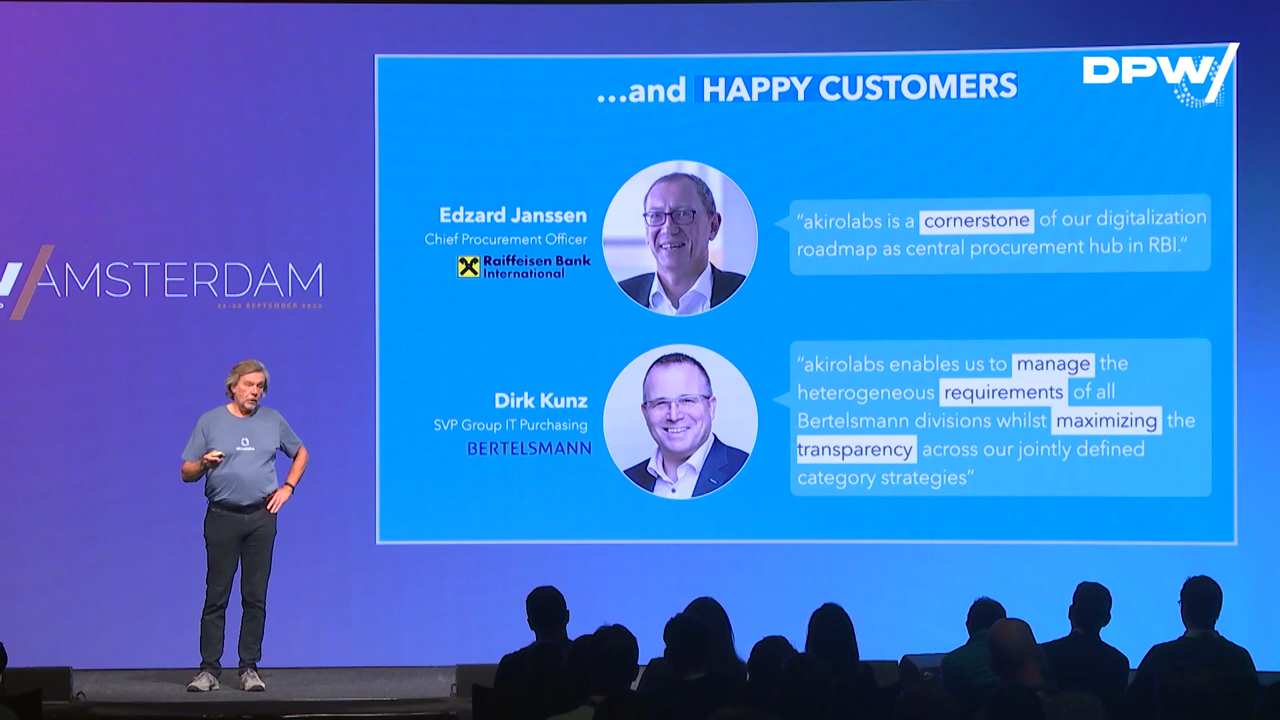 ...and HAPPY CUSTOMERS
DPW/
Edzard Janssen
Chief Procurement Officer
Raiffeisen Bank
International
"akirolabs is a cornerstone of our digitalization
roadmap as central procurement hub in RBI."
/AMSTERDAM
SEPTEMBER
Dirk Kunz
SVP Group IT Purchasing
BERTELSMANN
"akirolabs enables us to manage the
heterogeneous requirements of all
Bertelsmann divisions whilst maximizing the
transparency across our jointly defined
category strategies"